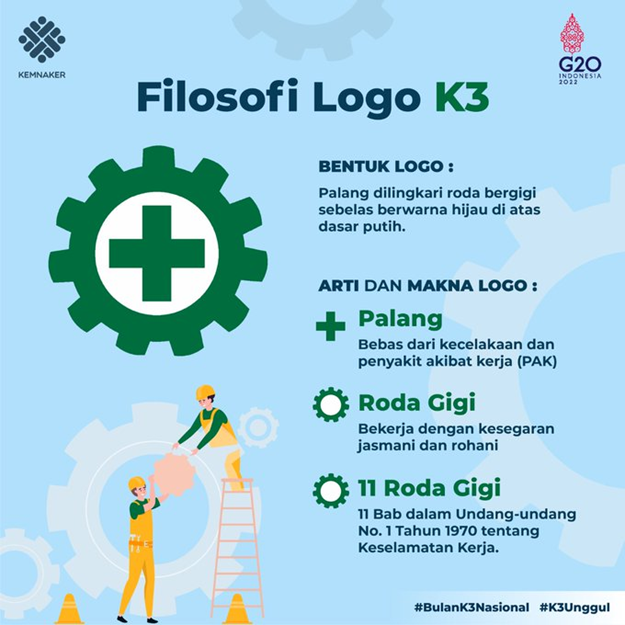 KEMNAKER
G20
INDONESIA
2022
Filosofi Logo K3
BENTUK LOGO :
Palang dilingkari roda bergigi
sebelas berwarna hijau di atas
dasar putih.
ARTI DAN MAKNA LOGO :
Palang
Bebas dari kecelakaan dan
penyakit akibat kerja (PAK)
Roda Gigi
Bekerja dengan kesegaran
jasmani dan rohani
11 Roda Gigi
11 Bab dalam Undang-undang
No. 1 Tahun 1970 tentang
Keselamatan Kerja.
#BulanK3Nasional #K3Unggul